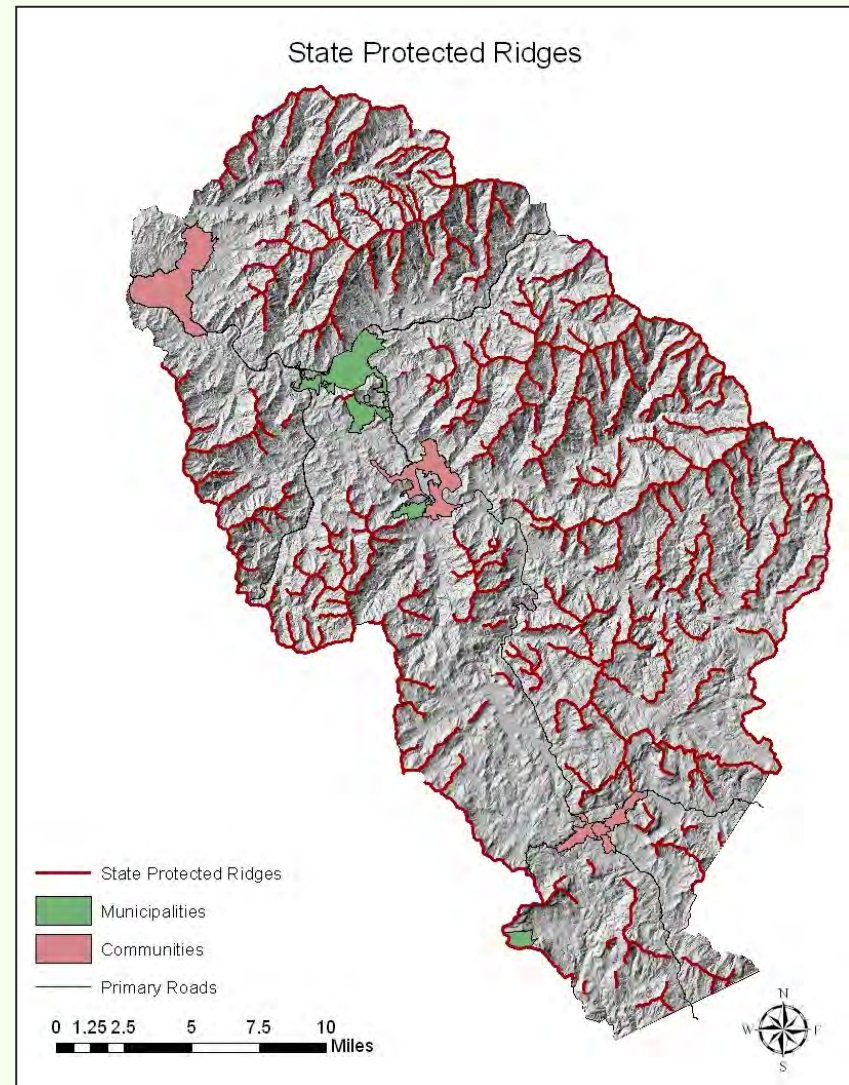 State Protected Ridges
State Protected Ridges
Municipalities
Communities
Primary Roads
0 1.25 2.5 5 7.5 10
Miles
N
W E
S